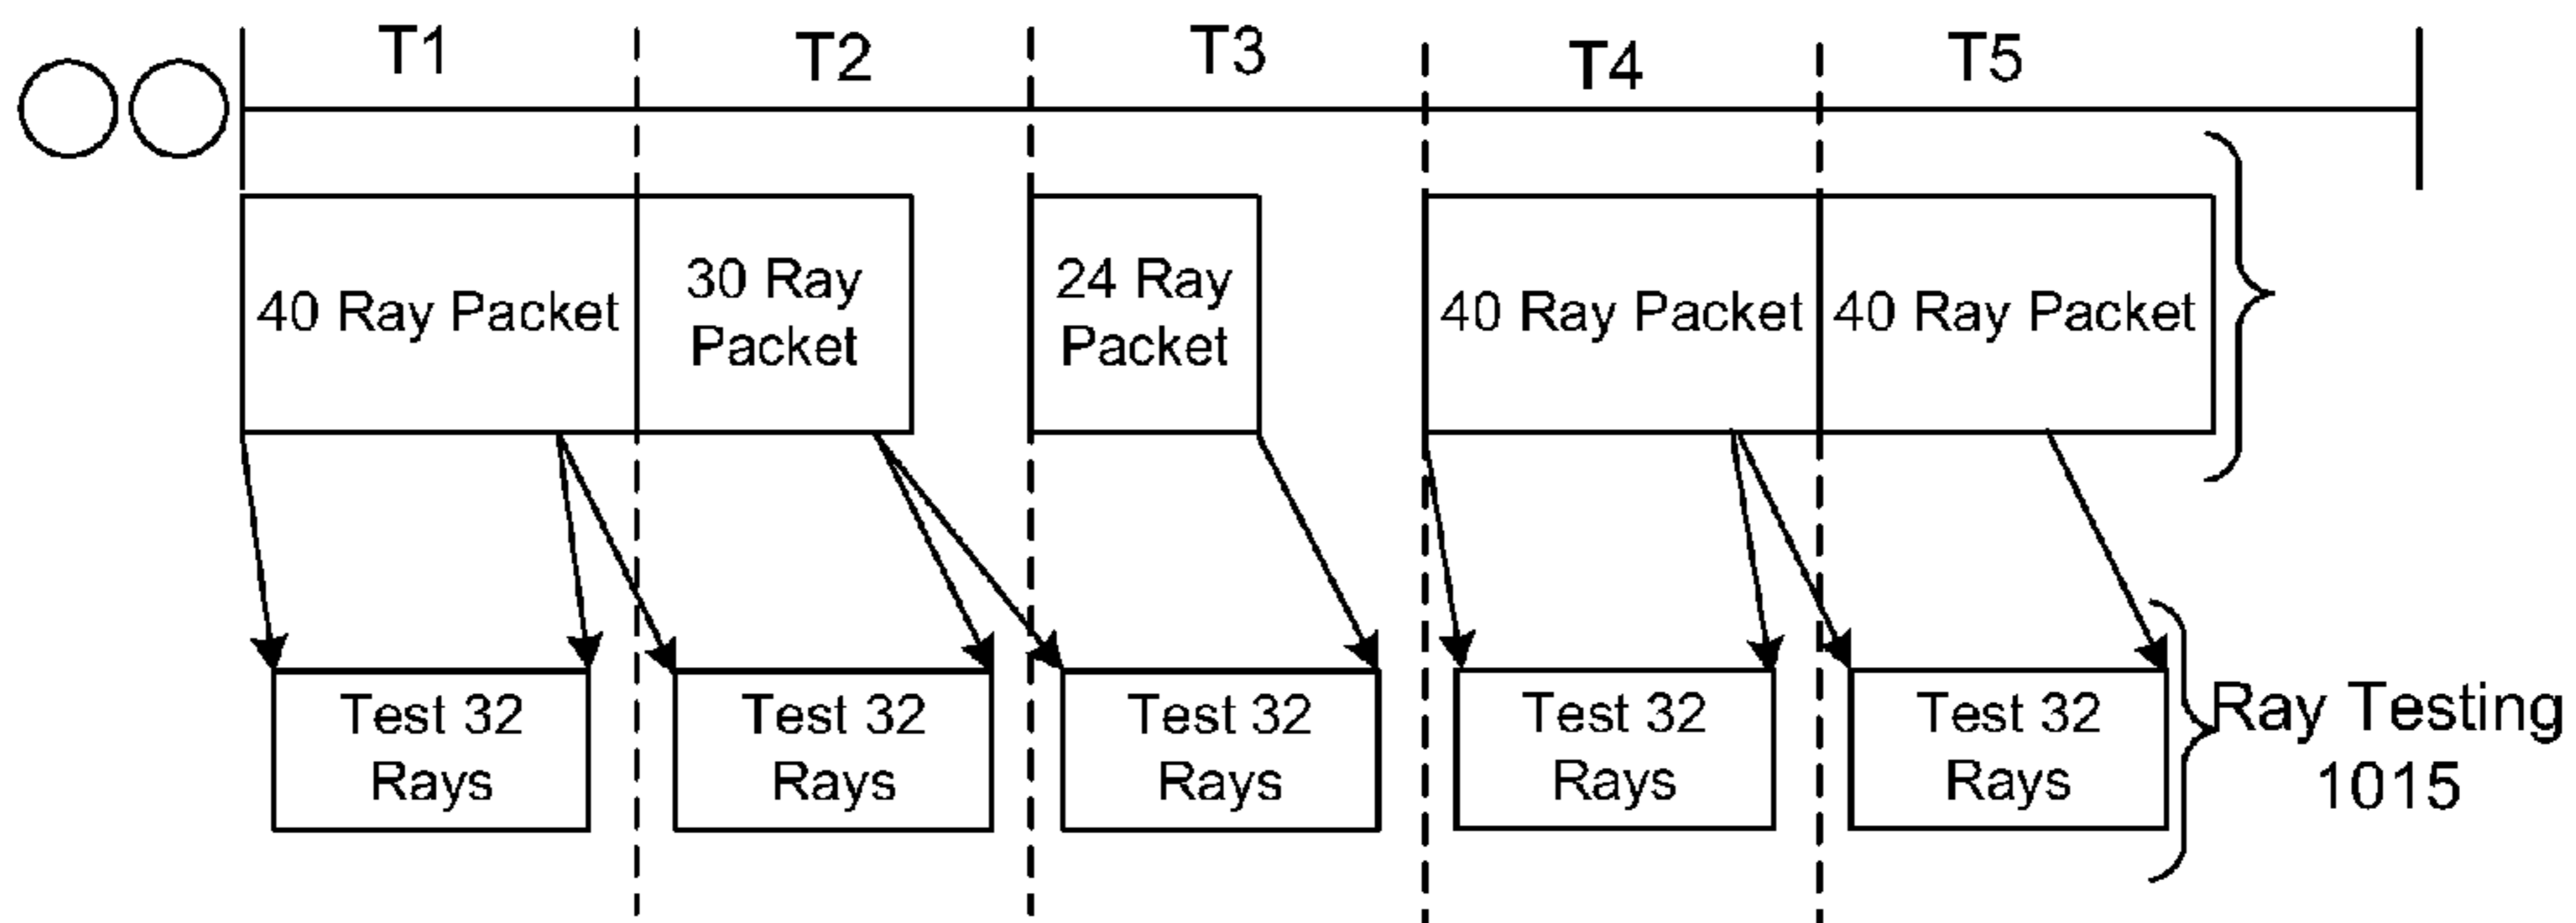 T1
T2
T3
T4
T5
40 Ray Packet
30 Ray
Packet
24 Ray
Packet
40 Ray Packet
40 Ray Packet
Test 32
Rays
Test 32
Rays
Test 32
Rays
Test 32
Rays
Test 32
Rays
Ray Testing
1015